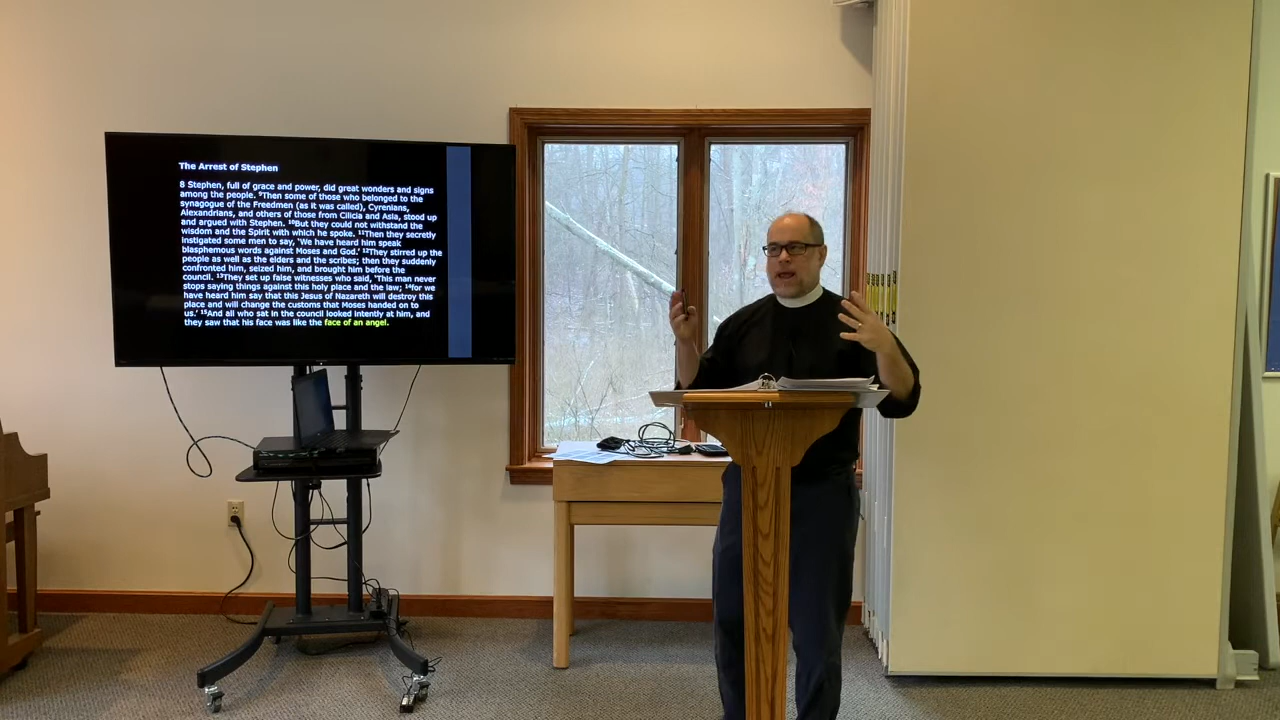 The Arrest of Stephen
8 Stephen, full of grace and power, did great wonders and signs
among the people. ⁹Then some of those who belonged to the
synagogue of the Freedmen (as it was called), Cyrenians,
Alexandrians, and others of those from Cilicia and Asia, stood up
and argued with Stephen. ¹⁰But they could not withstand the
wisdom and the Spirit with which he spoke. ¹¹Then they secretly
instigated some men to say, ‘We have heard him speak
blasphemous words against Moses and God.’ ¹²They stirred up the
people as well as the elders and the scribes; then they suddenly
confronted him, seized him, and brought him before the
council. ¹³They set up false witnesses who said, ‘This man never
stops saying things against this holy place and the law; ¹⁴for we
have heard him say that this Jesus of Nazareth will destroy this
place and will change the customs that Moses handed on to
us.’ ¹⁵And all who sat in the council looked intently at him, and
they saw that his face was like the face of an angel.